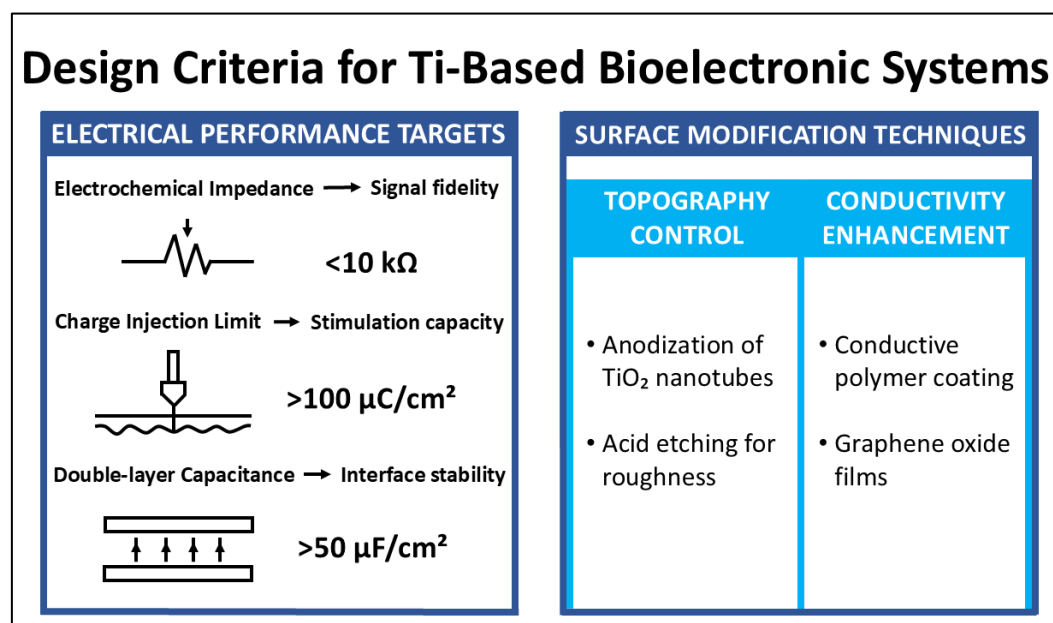 Design Criteria for Ti-Based Bioelectronic Systems
ELECTRICAL PERFORMANCE TARGETS
Electrochemical Impedance → Signal fidelity
<10 kΩ
Charge Injection Limit → Stimulation capacity
>100 µC/cm²
Double-layer Capacitance → Interface stability
>50 µF/cm²
SURFACE MODIFICATION TECHNIQUES
TOPOGRAPHY
CONTROL
• Anodization of
TiO₂ nanotubes
• Acid etching for
roughness
CONDUCTIVITY
ENHANCEMENT
• Conductive
polymer coating
• Graphene oxide
films